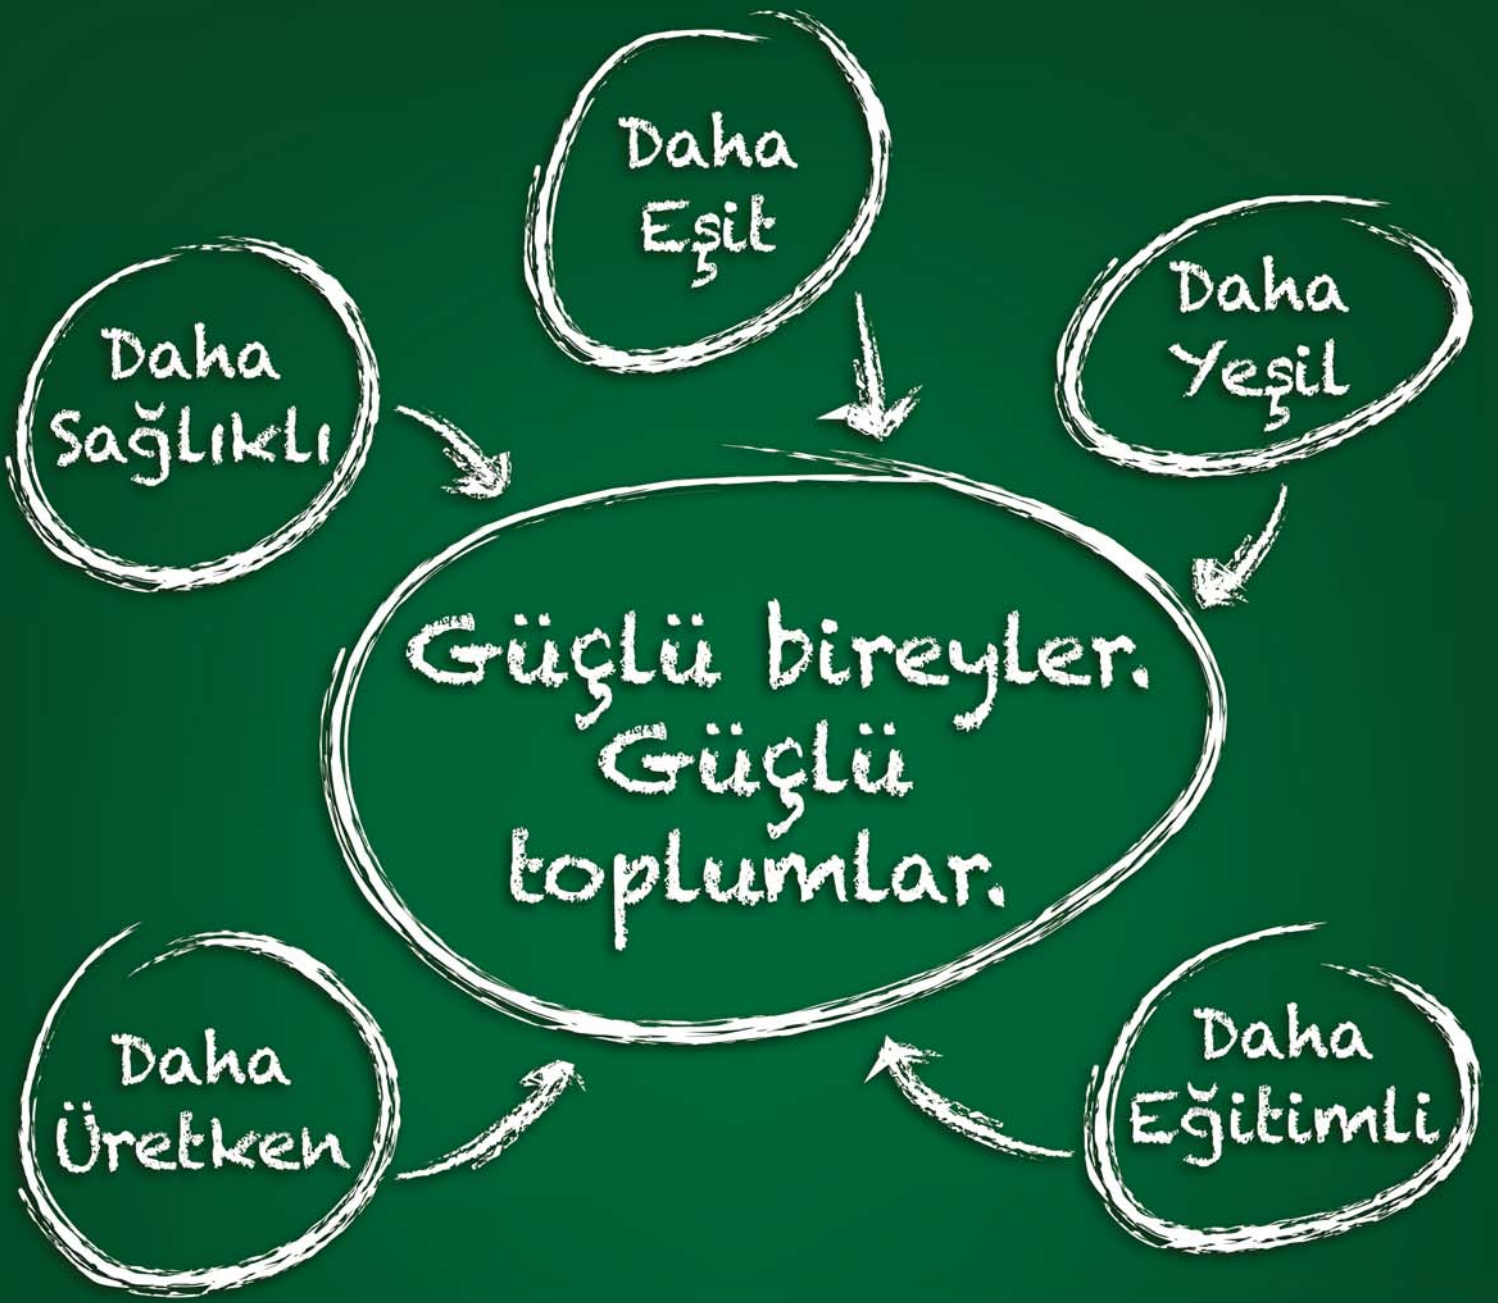 Daha
Eşit
Daha
Yeşil
Daha
Sağlıklı
Güçlü bireyler.
Güçlü
toplumlar.
Daha
Üretken
Daha
Eğitimli